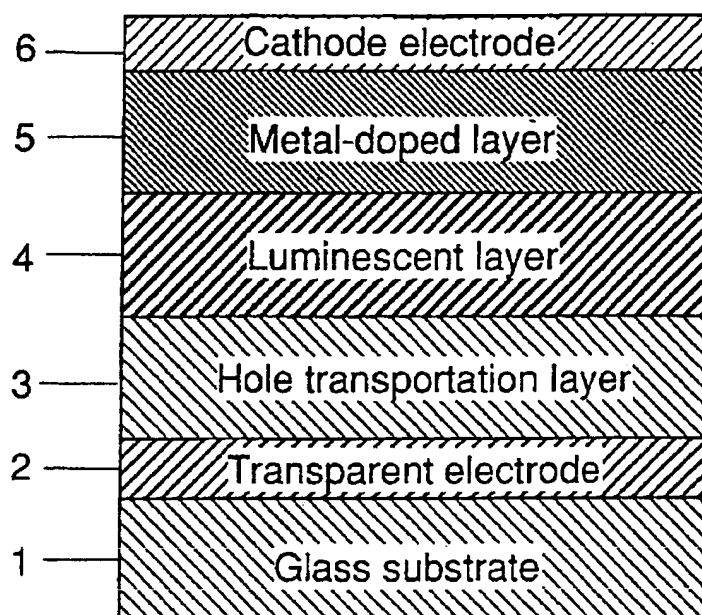 6 Cathode electrode
5 Metal-doped layer
4 Luminescent layer
3 Hole transportation layer
2 Transparent electrode
1 Glass substrate